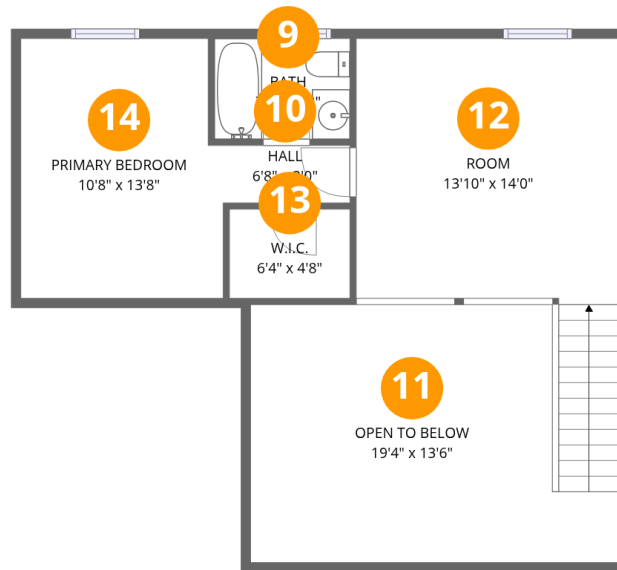 9
BATH
10
14
PRIMARY BEDROOM
10'8" x 13'8"
HALL
13
W.I.C.
6'4" x 4'8"
12
ROOM
13'10" x 14'0"
11
OPEN TO BELOW
19'4" x 13'6"